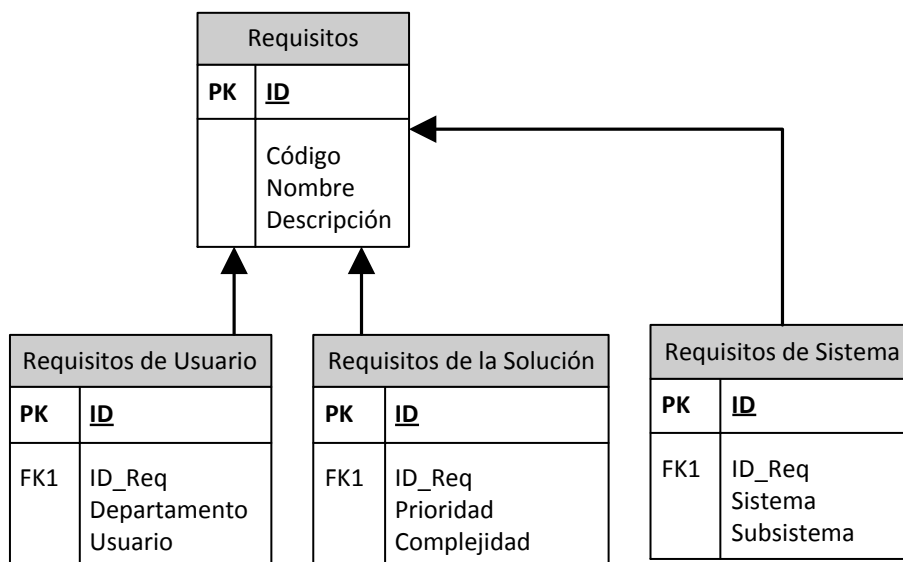 Requisitos
PK ID
Código
Nombre
Descripción
Requisitos de Usuario
PK ID
FK1 ID_Req
Departamento
Usuario
Requisitos de la Solución
PK ID
FK1 ID_Req
Prioridad
Complejidad
Requisitos de Sistema
PK ID
FK1 ID_Req
Sistema
Subsistema